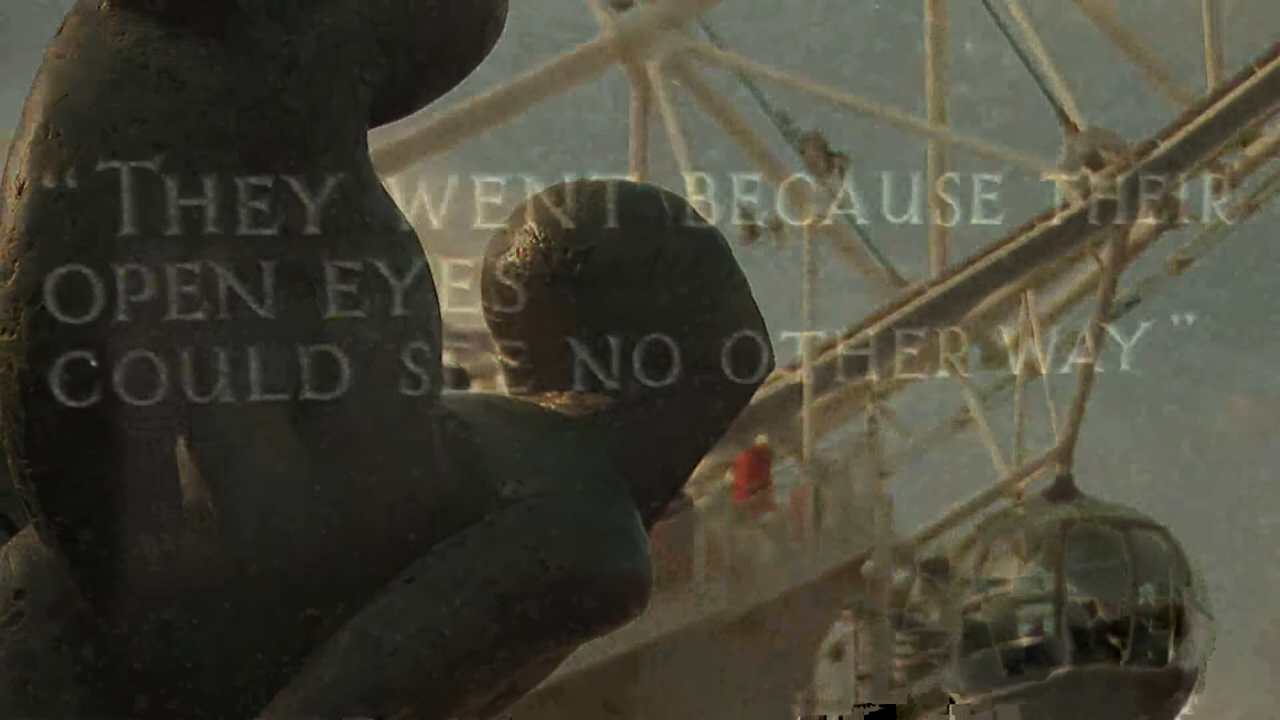 “THEY WENT BECAUSE THEIR
OPEN EYES
COULD SEE NO OTHER WAY”